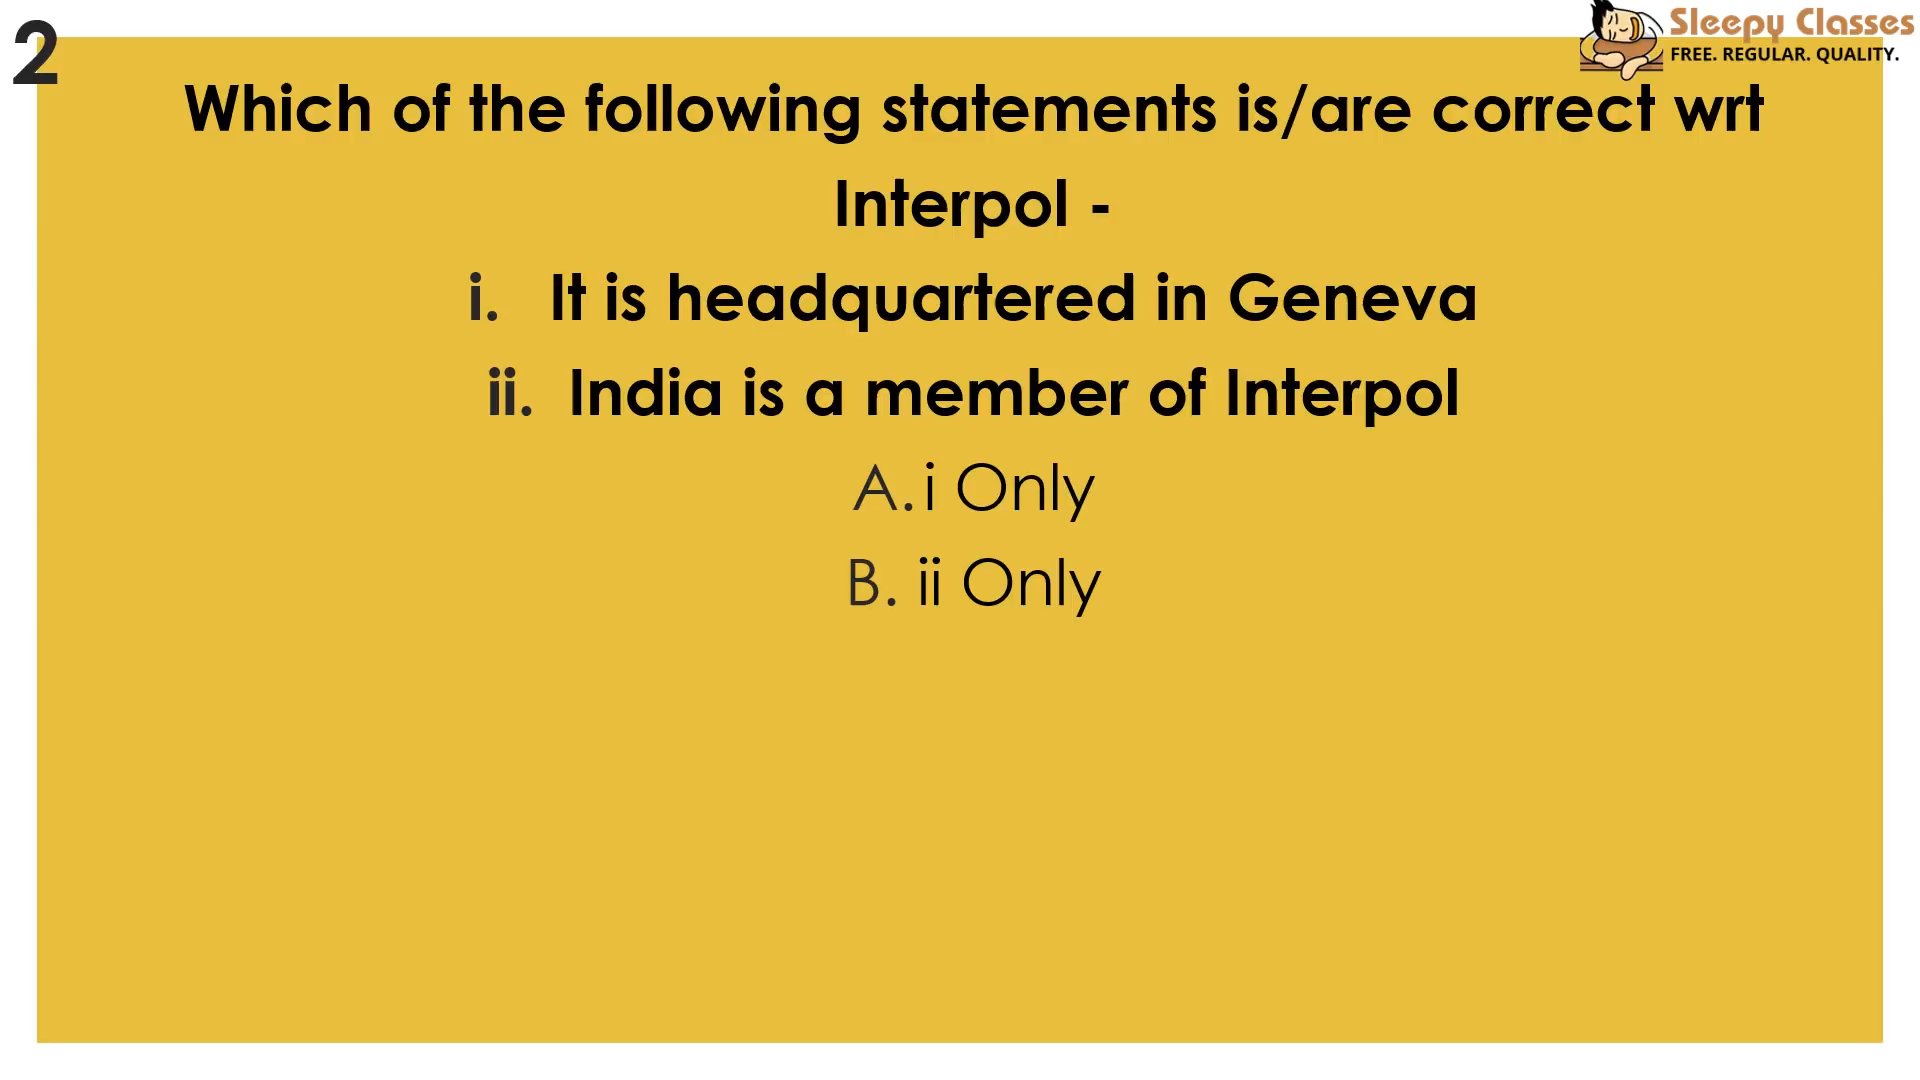 2
Sleepy Classes
FREE. REGULAR. QUALITY.
Which of the following statements is/are correct wrt
Interpol -
i. It is headquartered in Geneva
ii. India is a member of Interpol
A. i Only
B. ii Only